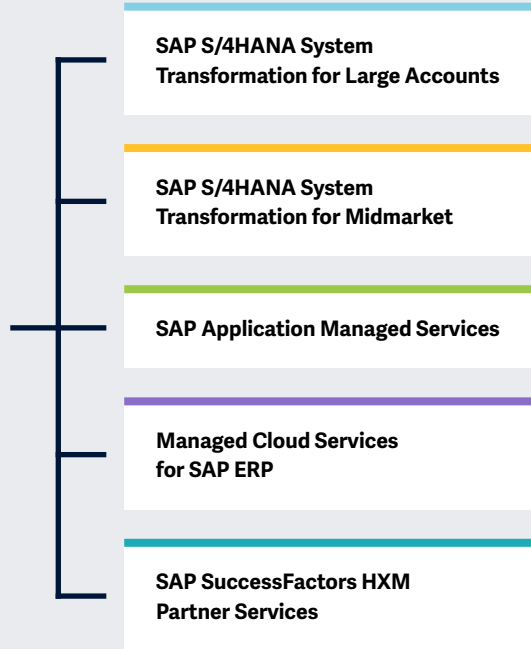 SAP S/4HANA System
Transformation for Large Accounts
SAP S/4HANA System
Transformation for Midmarket
SAP Application Managed Services
Managed Cloud Services
for SAP ERP
SAP SuccessFactors HXM
Partner Services